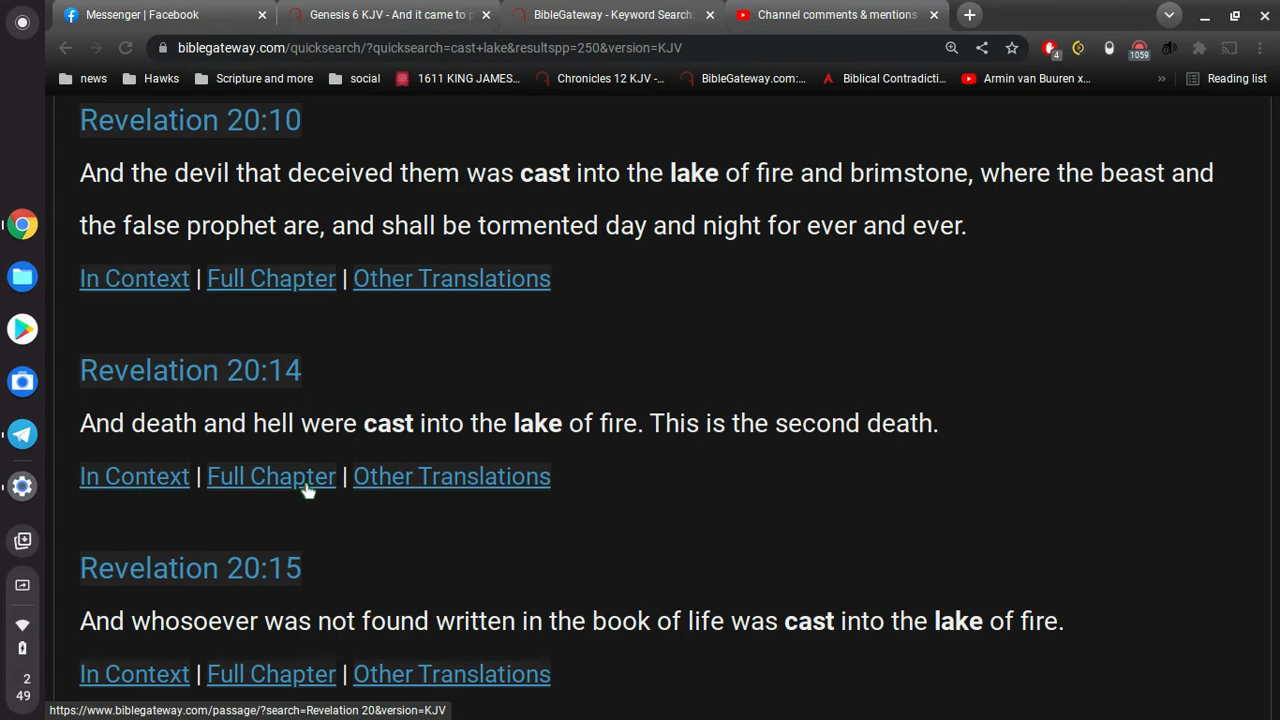 Messenger | Facebook
Genesis 6 KJV - And it came to p
BibleGateway - Keyword Search:
Channel comments & mentions
biblegateway.com/quicksearch/?quicksearch=cast+lake&resultspp=250&version=KJV
4
1059
news
Hawks
Scripture and more
social
1611 KING JAMES...
Chronicles 12 KJV -...
BibleGateway.com:...
Biblical Contradicti...
Armin van Buuren x...
»
Reading list
Revelation 20:10
And the devil that deceived them was cast into the lake of fire and brimstone, where the beast and
the false prophet are, and shall be tormented day and night for ever and ever.
In Context | Full Chapter | Other Translations
Revelation 20:14
And death and hell were cast into the lake of fire. This is the second death.
In Context | Full Chapter | Other Translations
Revelation 20:15
And whosoever was not found written in the book of life was cast into the lake of fire.
In Context | Full Chapter | Other Translations
2
49
https://www.biblegateway.com/passage/?search=Revelation 20&version=KJV